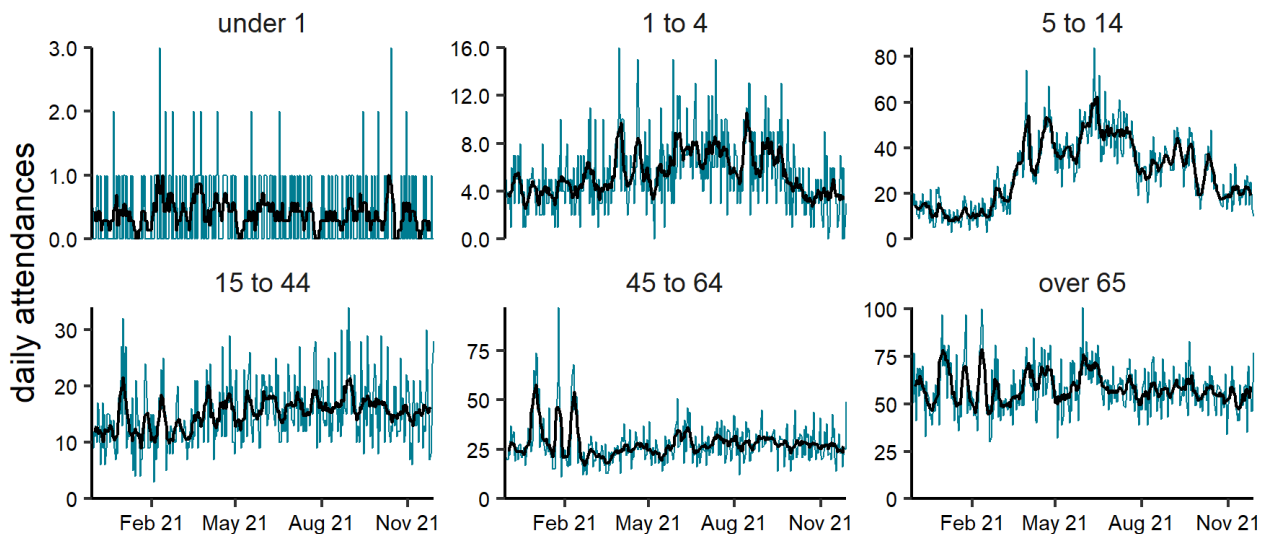 under 1
1 to 4
5 to 14
3.0
2.0
1.0
0.0
16.0
12.0
8.0
4.0
0.0
80
60
40
20
0
daily attendances
15 to 44
45 to 64
over 65
30
20
10
0
75
50
25
0
100
75
50
25
0
Feb 21 May 21 Aug 21 Nov 21
Feb 21 May 21 Aug 21 Nov 21
Feb 21 May 21 Aug 21 Nov 21